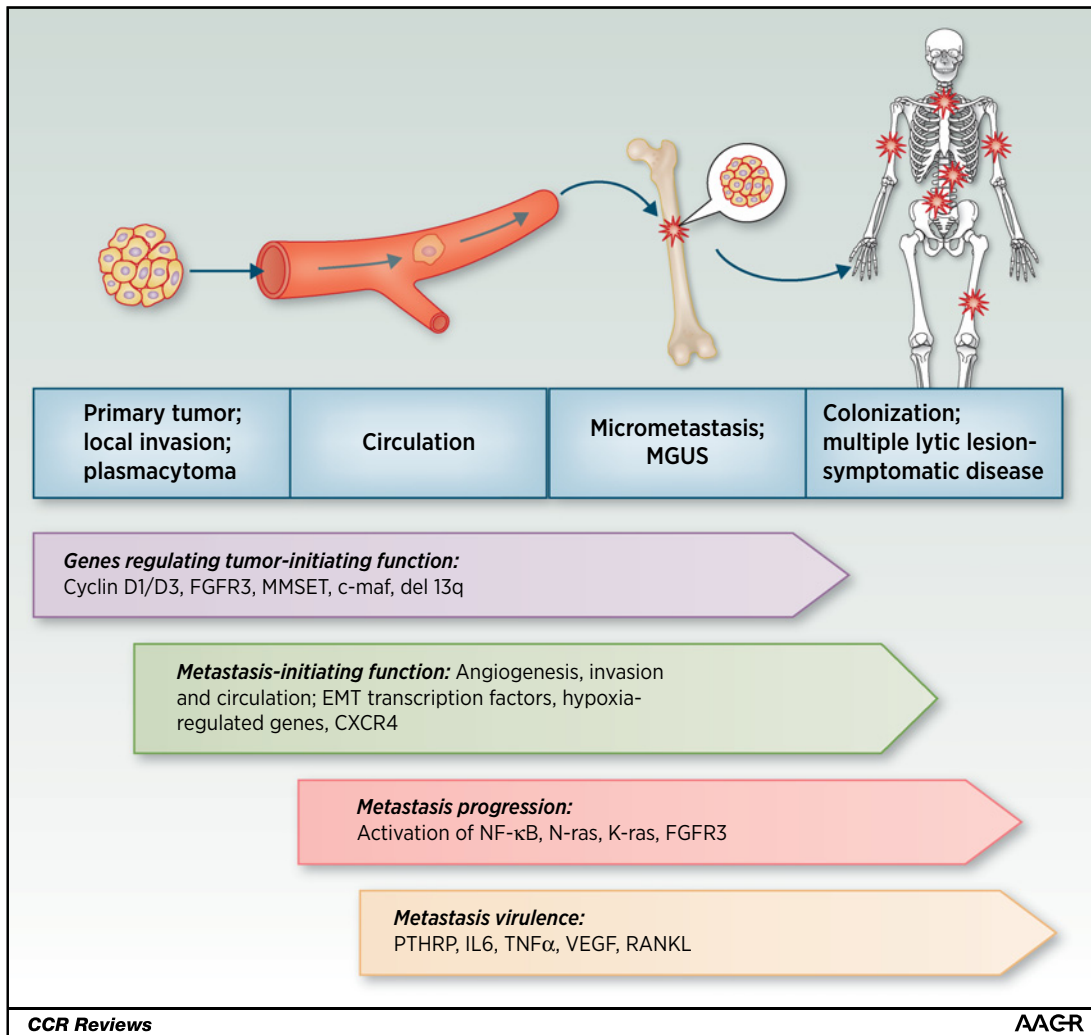 Primary tumor;
local invasion;
plasmacytoma
Circulation
Micrometastasis;
MGUS
Colonization;
multiple lytic lesion-
symptomatic disease
Genes regulating tumor-initiating function:
Cyclin D1/D3, FGFR3, MMSET, c-maf, del 13q
Metastasis-initiating function: Angiogenesis, invasion
and circulation; EMT transcription factors, hypoxia-
regulated genes, CXCR4
Metastasis progression:
Activation of NF-κB, N-ras, K-ras, FGFR3
Metastasis virulence:
PTHRP, IL6, TNFα, VEGF, RANKL
CCR Reviews
AACR